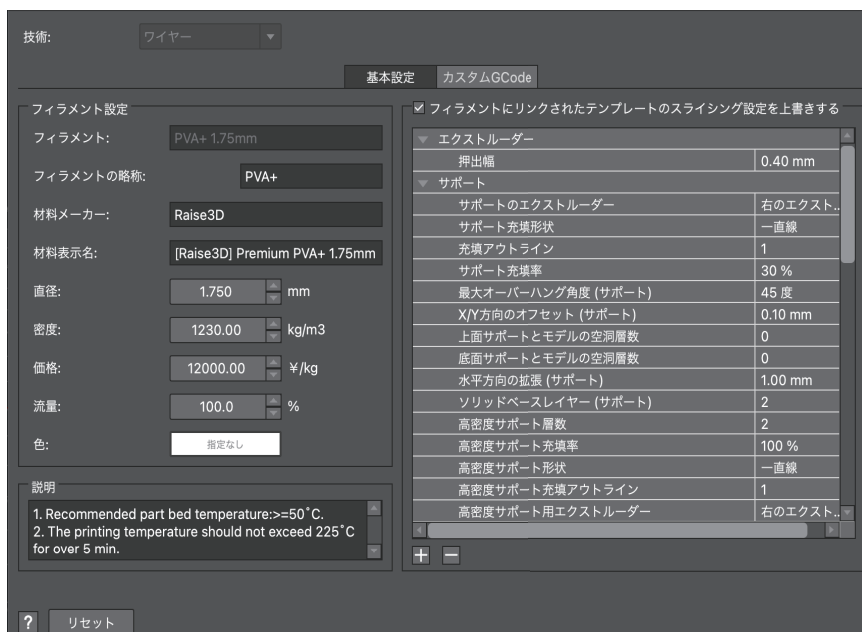 技術:
ワイヤー
基本設定
カスタムGCode
フィラメント設定
フィラメント: PVA+ 1.75mm
フィラメントの略称: PVA+
材料メーカー: Raise3D
材料表示名: [Raise3D] Premium PVA+ 1.75mm
直径: 1.750 mm
密度: 1230.00 kg/m3
価格: 12000.00 ¥/kg
流量: 100.0 %
色: 指定なし
説明
1. Recommended part bed temperature:>=50˚C.
2. The printing temperature should not exceed 225˚C
for over 5 min.
フィラメントにリンクされたテンプレートのスライシング設定を上書きする
エクストルーダー
押出幅 0.40 mm
サポート
サポートのエクストルーダー 右のエクスト..
サポート充填形状 一直線
充填アウトライン 1
サポート充填率 30 %
最大オーバーハング角度 (サポート) 45 度
X/Y方向のオフセット (サポート) 0.10 mm
上面サポートとモデルの空洞層数 0
底面サポートとモデルの空洞層数 0
水平方向の拡張 (サポート) 1.00 mm
ソリッドベースレイヤー (サポート) 2
高密度サポート層数 2
高密度サポート充填率 100 %
高密度サポート形状 一直線
高密度サポート充填アウトライン 1
高密度サポート用エクストルーダー 右のエクスト..
? リセット